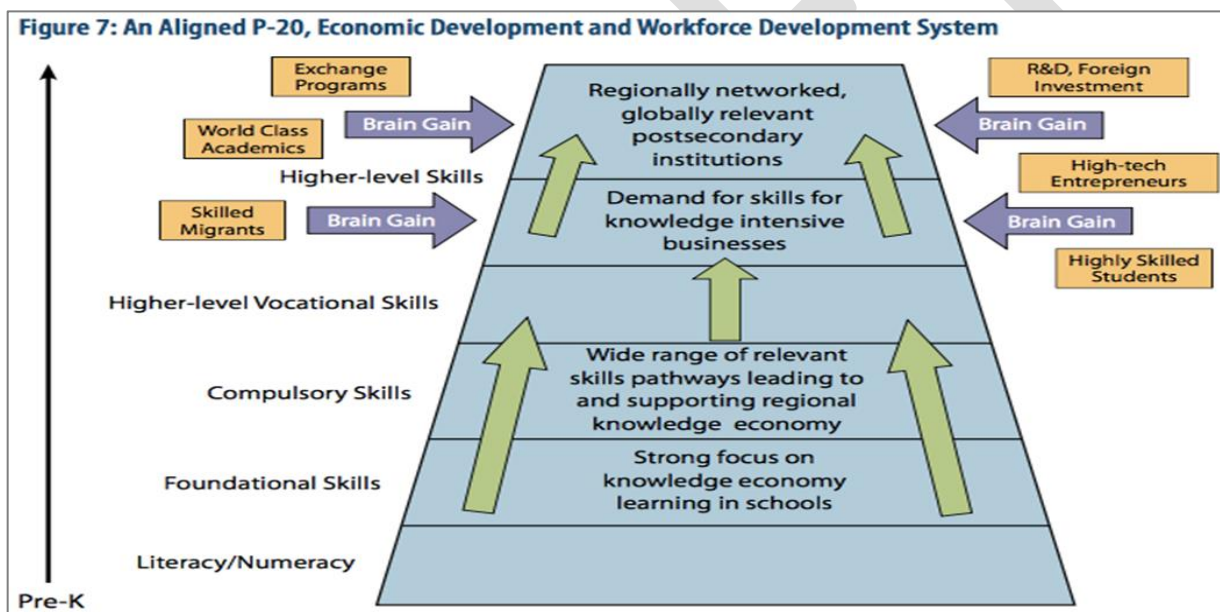 Figure 7: An Aligned P-20, Economic Development and Workforce Development System
Exchange
Programs
Brain Gain
World Class
Academics
Higher-level Skills
Skilled
Migrants
Brain Gain
Higher-level Vocational Skills
Compulsory Skills
Foundational Skills
Literacy/Numeracy
Pre-K
Regionally networked,
globally relevant
postsecondary
institutions
Demand for skills for
knowledge intensive
businesses
Wide range of relevant
skills pathways leading to
and supporting regional
knowledge economy
Strong focus on
knowledge economy
learning in schools
R&D, Foreign
Investment
Brain Gain
High-tech
Entrepreneurs
Brain Gain
Highly Skilled
Students